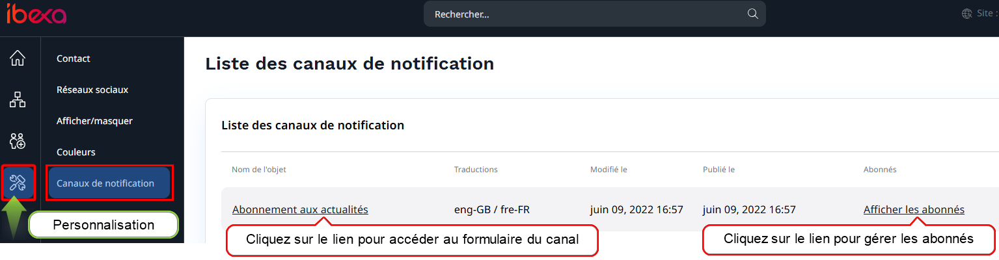 ibexa
Rechercher...
Site :
Contact
Réseaux sociaux
Afficher/masquer
Couleurs
Canaux de notification
Personnalisation
Liste des canaux de notification
Liste des canaux de notification
Nom de l'objet Traductions Modifié le Publié le Abonnés
Abonnement aux actualités eng-GB / fre-FR juin 09, 2022 16:57 juin 09, 2022 16:57 Afficher les abonnés
Cliquez sur le lien pour accéder au formulaire du canal
Cliquez sur le lien pour gérer les abonnés